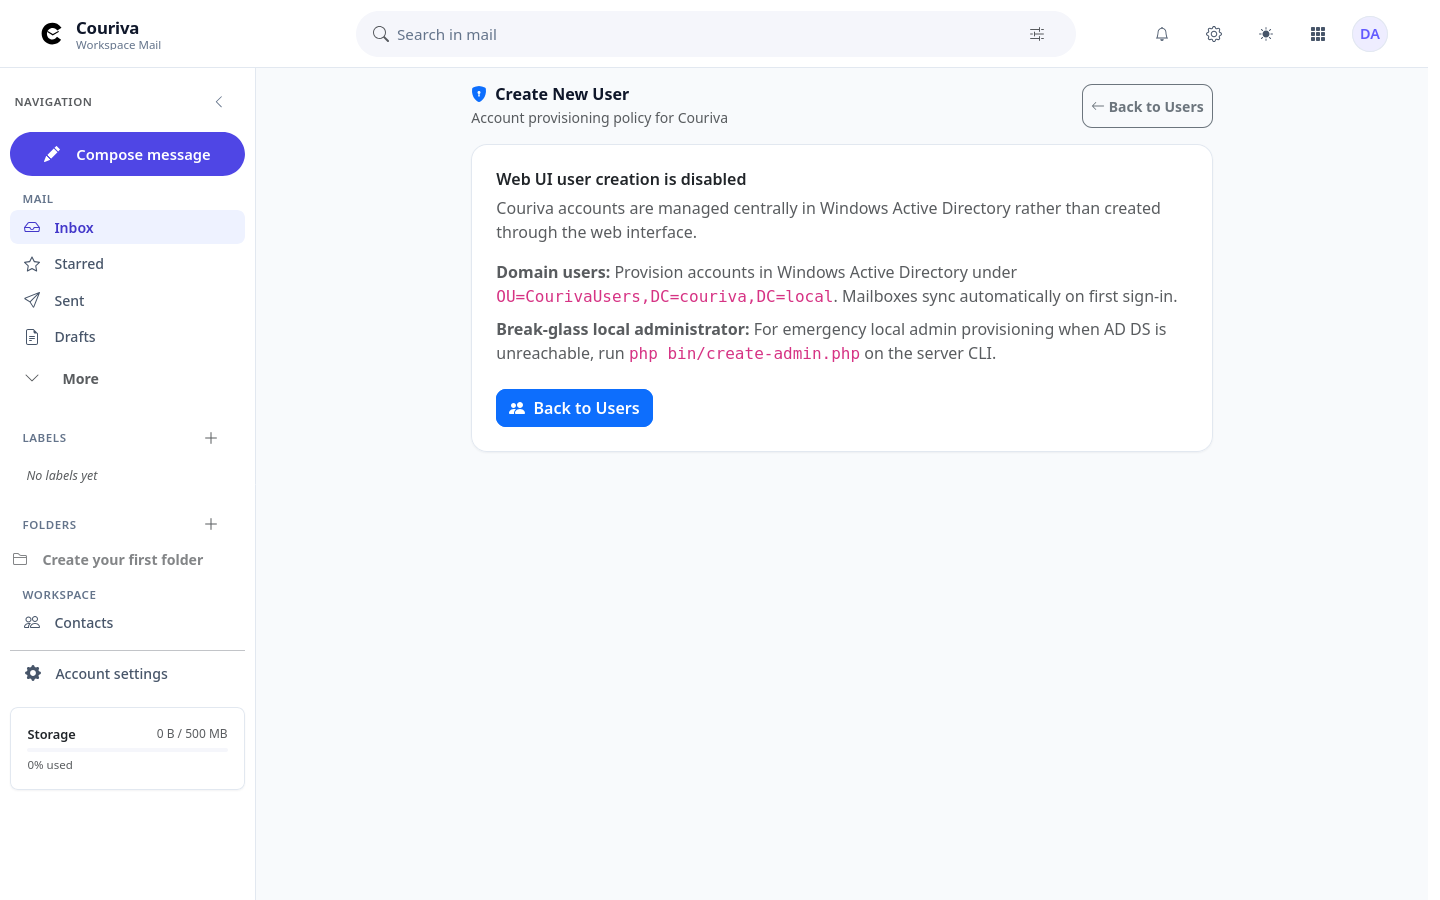 Couriva
Workspace Mail
Search in mail
DA
NAVIGATION
Compose message
MAIL
Inbox
Starred
Sent
Drafts
More
LABELS
No labels yet
FOLDERS
Create your first folder
WORKSPACE
Contacts
Account settings
Storage 0 B / 500 MB
0% used
Create New User
Account provisioning policy for Couriva
Back to Users
Web UI user creation is disabled
Couriva accounts are managed centrally in Windows Active Directory rather than created
through the web interface.
Domain users: Provision accounts in Windows Active Directory under
OU=CourivaUsers,DC=couriva,DC=local. Mailboxes sync automatically on first sign-in.
Break-glass local administrator: For emergency local admin provisioning when AD DS is
unreachable, run php bin/create-admin.php on the server CLI.
Back to Users